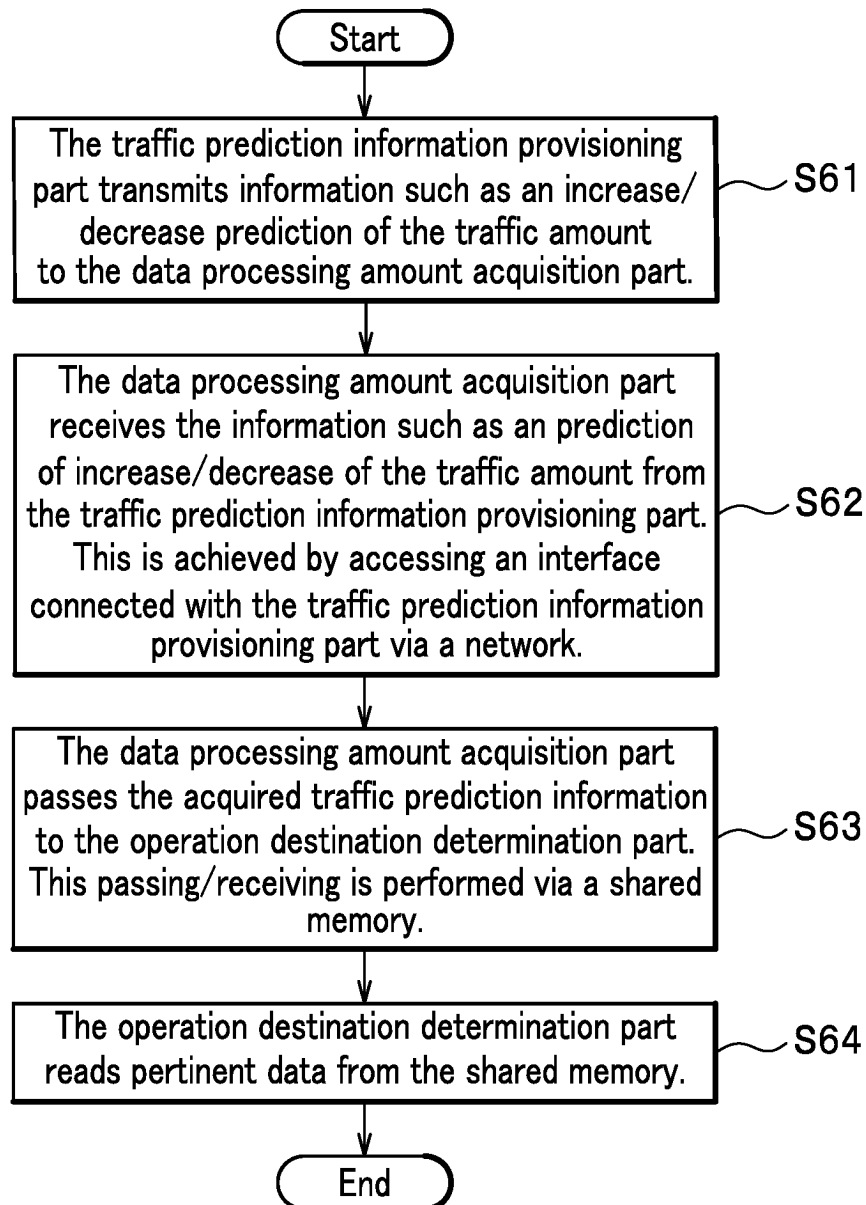 Start
The traffic prediction information provisioning
part transmits information such as an increase/
decrease prediction of the traffic amount
to the data processing amount acquisition part.
S61
The data processing amount acquisition part
receives the information such as an prediction
of increase/decrease of the traffic amount from
the traffic prediction information provisioning part.
This is achieved by accessing an interface
connected with the traffic prediction information
provisioning part via a network.
S62
The data processing amount acquisition part
passes the acquired traffic prediction information
to the operation destination determination part.
This passing/receiving is performed via a shared
memory.
S63
The operation destination determination part
reads pertinent data from the shared memory.
S64
End